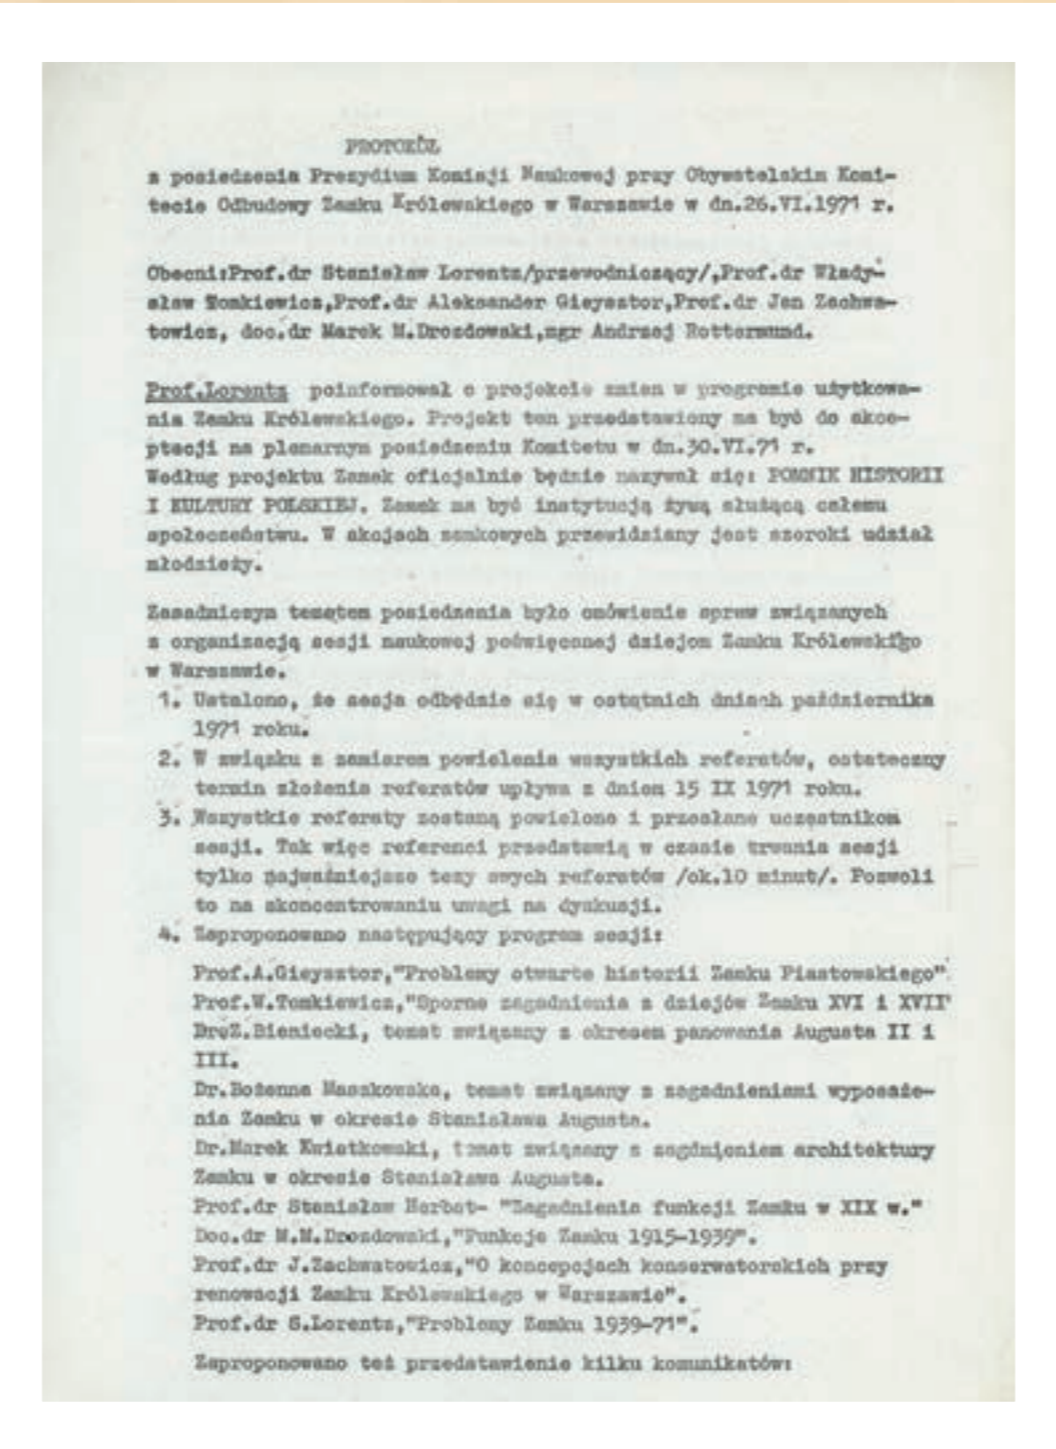 PROTOKÓŁ
z posiedzenia Prezydium Komisji Naukowej przy Obywatelskim Komi-
tecie Odbudowy Zamku Królewskiego w Warszawie w dn.26.VI.1971 r.
Obecni:Prof.dr Stanisław Lorentz/przewodniczący/,Prof.dr Włady-
sław Tomkiewicz,Prof.dr Aleksander Gieysztor,Prof.dr Jan Zachwa-
towicz, doc.dr Marek M.Drozdowski,mgr Andrzej Rottermund.
Prof.Lorentz poinformował o projekcie zmian w programie użytkowa-
nia Zamku Królewskiego. Projekt ten przedstawiony ma być do akce-
ptacji na plenarnym posiedzeniu Komitetu w dn.30.VI.71 r.
Według projektu Zamek oficjalnie będzie nazywał się: POMNIK HISTORII
I KULTURY POLSKIEJ. Zamek ma być instytucją żywą służącą całemu
społeczeństwu. W akcjach zamkowych przewidziany jest szeroki udział
młodzieży.
Zasadniczym tematem posiedzenia było omówienie spraw związanych
z organizacją sesji naukowej poświęconej dziejom Zamku Królewskigo
w Warszawie.
1. Ustalono, że sesja odbędzie się w ostatnich dniach października
1971 roku.
2. W związku z zamiarem powielenia wszystkich referatów, ostateczny
termin złożenia referatów upływa z dniem 15 IX 1971 roku.
3. Wszystkie referaty zostaną powielone i przesłane uczestnikom
sesji. Tak więc referenci przedstawią w czasie trwania sesji
tylko najważniejsze tezy swych referatów /ok.10 minut/. Pozwoli
to na skoncentrowaniu uwagi na dyskusji.
4. Zaproponowano następujący program sesji:
Prof.A.Gieysztor,"Problemy otwarte historii Zamku Piastowskiego"
Prof.W.Tomkiewicz,"Sporne zagadnienia z dziejów Zamku XVI i XVII"
Dr.Z.Bieniecki, temat związany z okresem panowania Augusta II i
III.
Dr.Bożenna Maszkowska, temat związany z zagadnieniami wyposaże-
nia Zamku w okresie Stanisława Augusta.
Dr.Marek Kwiatkowski, temat związany z zagdnieniem architektury
Zamku w okresie Stanisława Augusta.
Prof.dr Stanisław Herbst- "Zagadnienia funkcji Zamku w XIX w."
Doc.dr M.M.Drozdowski,"Funkcje Zamku 1915-1939".
Prof.dr J.Zachwatowicz,"O koncepcjach konserwatorskich przy
renowacji Zamku Królewskiego w Warszawie".
Prof.dr S.Lorentz,"Problemy Zamku 1939-71".
Zaproponowano też przedstawienie kilku komunikatów: